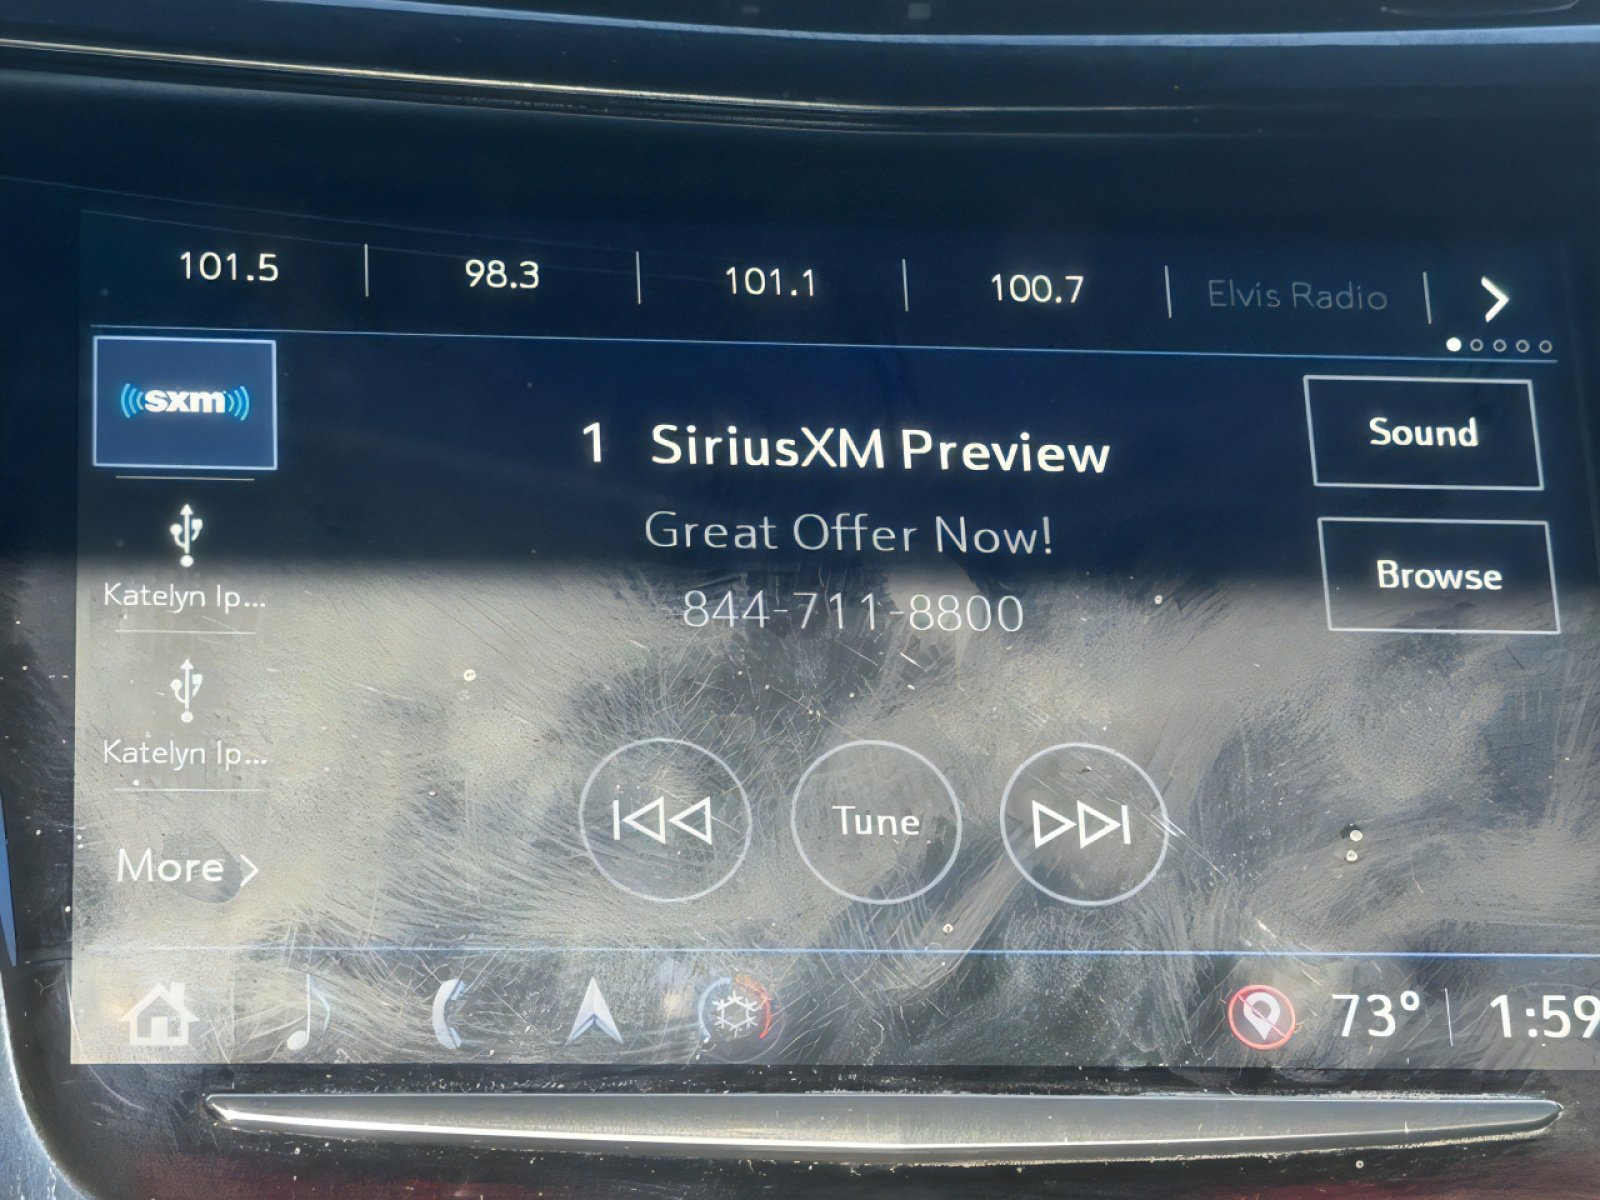 101.5 98.3 101.1 100.7 Elvis Radio
sxm
1 SiriusXM Preview
Sound
Great Offer Now!
Browse
Katelyn Ip...
844-711-8800
Katelyn Ip...
Tune
More
73° 1:59